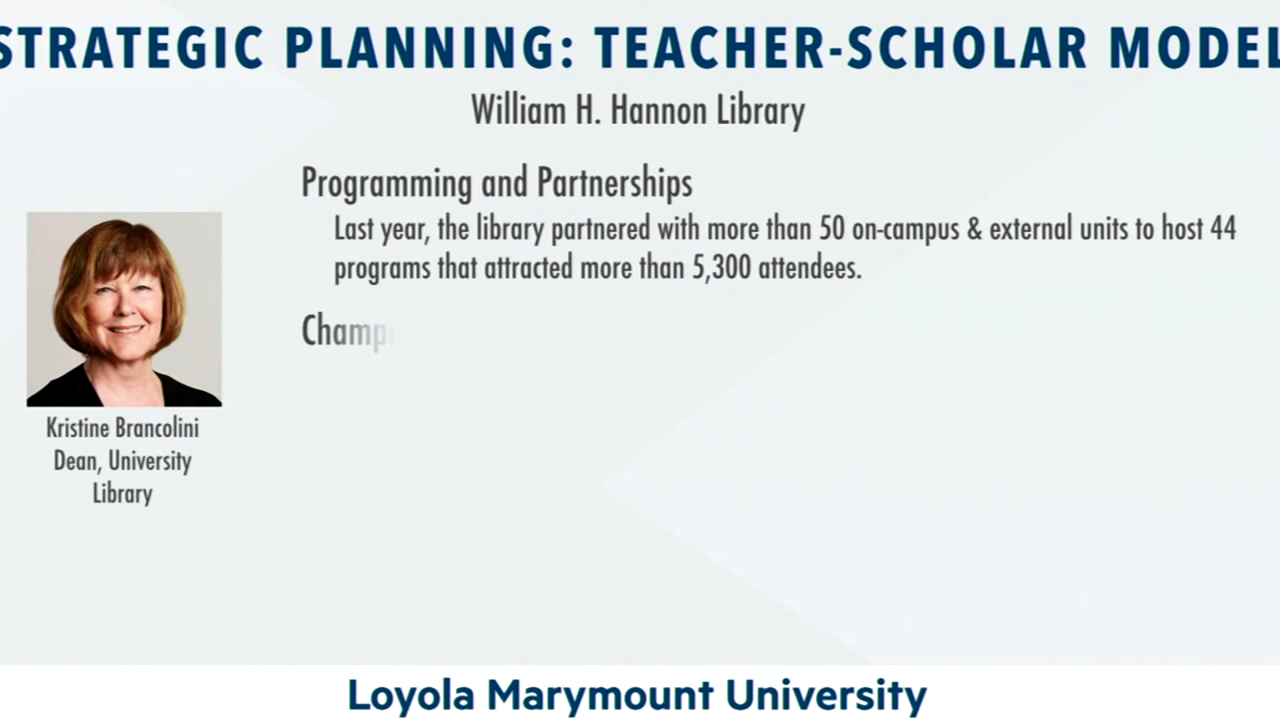 STRATEGIC PLANNING: TEACHER-SCHOLAR MODEL
William H. Hannon Library
Programming and Partnerships
Last year, the library partnered with more than 50 on-campus & external units to host 44
programs that attracted more than 5,300 attendees.
Kristine Brancolini
Dean, University
Library
Loyola Marymount University